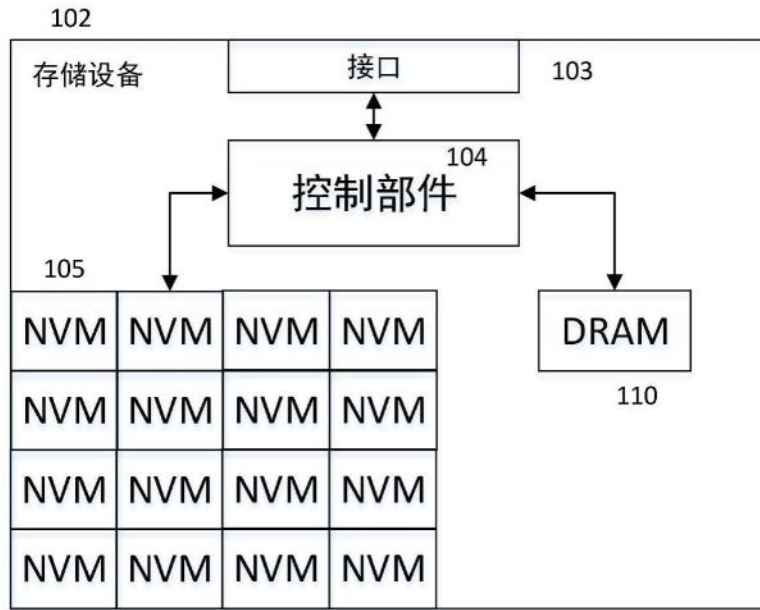 102
存储设备
接口
103
104
控制部件
105
NVM NVM NVM NVM
DRAM
NVM NVM NVM NVM
110
NVM NVM NVM NVM
NVM NVM NVM NVM